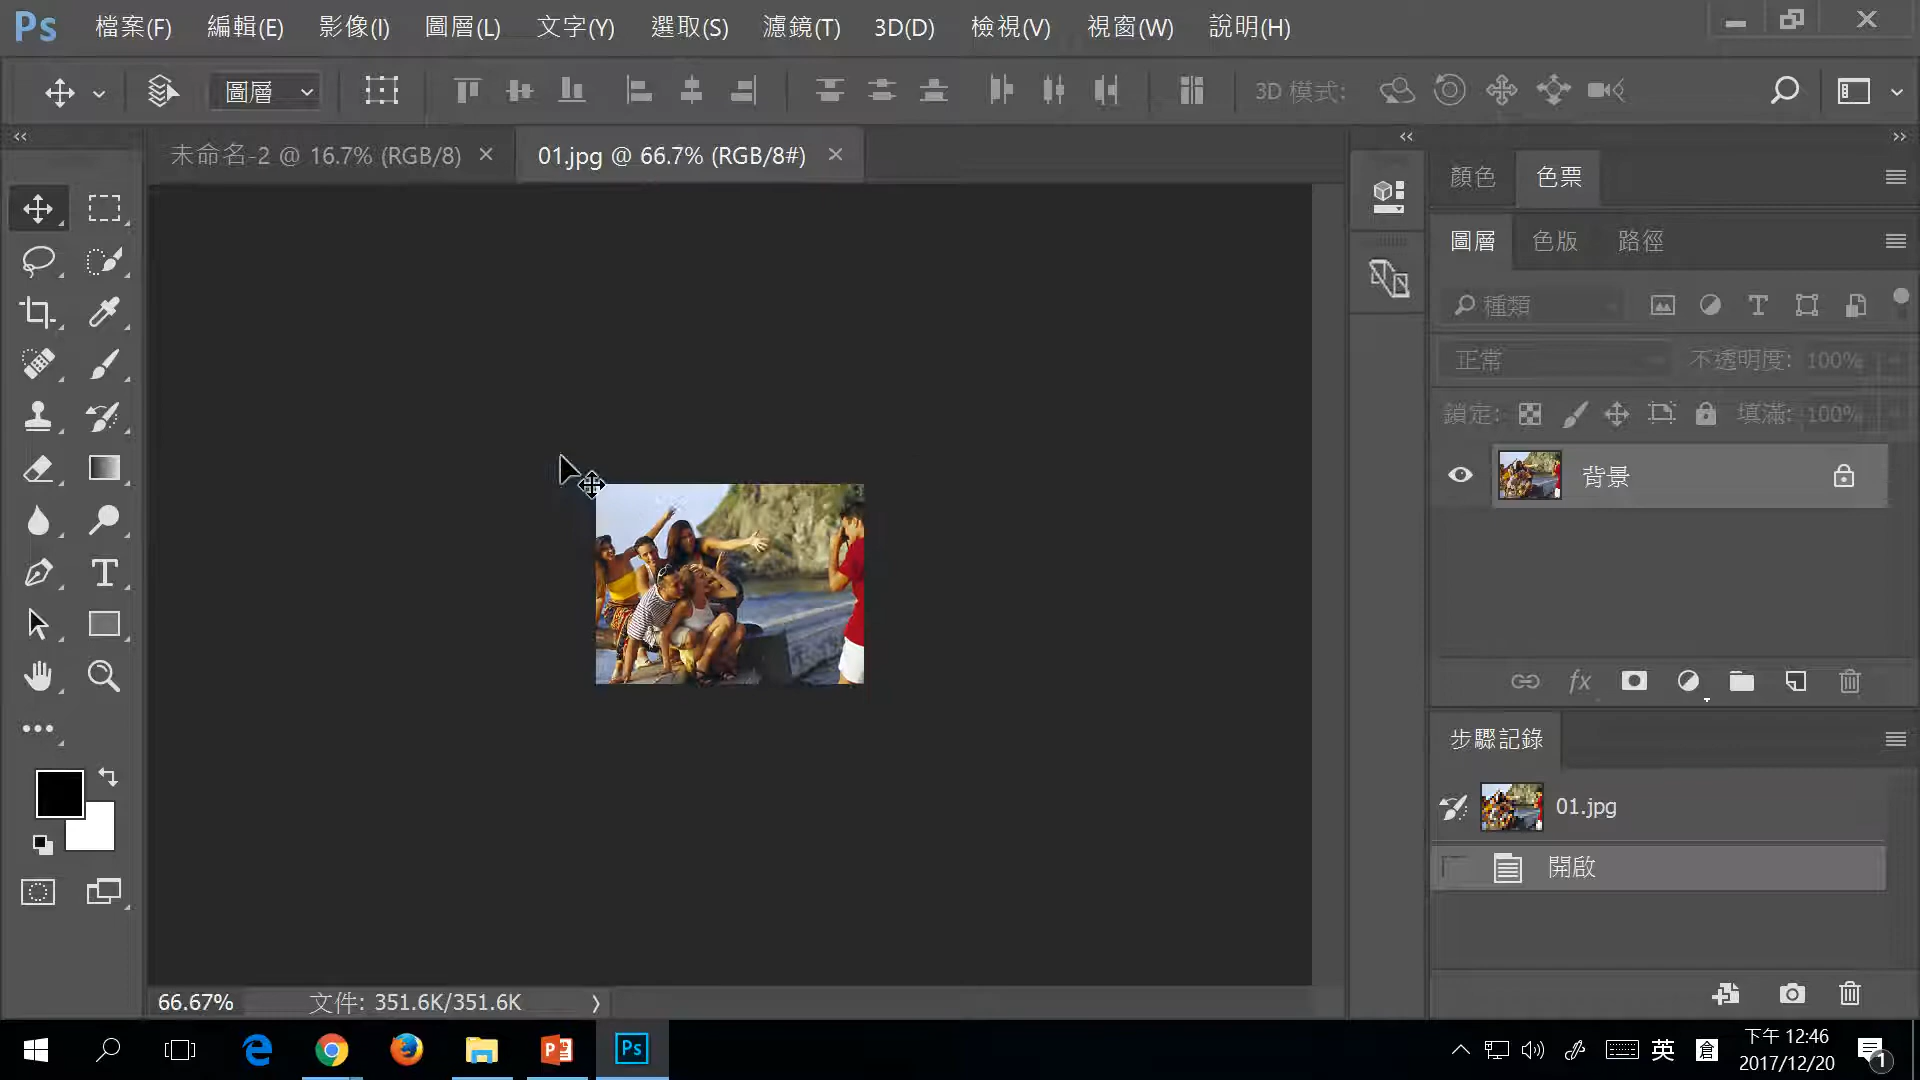 Ps 檔案(F) 編輯(E) 影像(I) 圖層(L) 文字(Y) 選取(S) 濾鏡(T) 3D(D) 檢視(V) 視窗(W) 說明(H)
圖層 3D 模式:
未命名-2 @ 16.7% (RGB/8) 01.jpg @ 66.7% (RGB/8#)
顏色 色票
圖層 色版 路徑
種類
正常 不透明度: 100%
鎖定: 填滿: 100%
背景
fx
步驟記錄
01.jpg
開啟
66.67% 文件: 351.6K/351.6K
Ps 英 倉 下午 12:46
2017/12/20
1